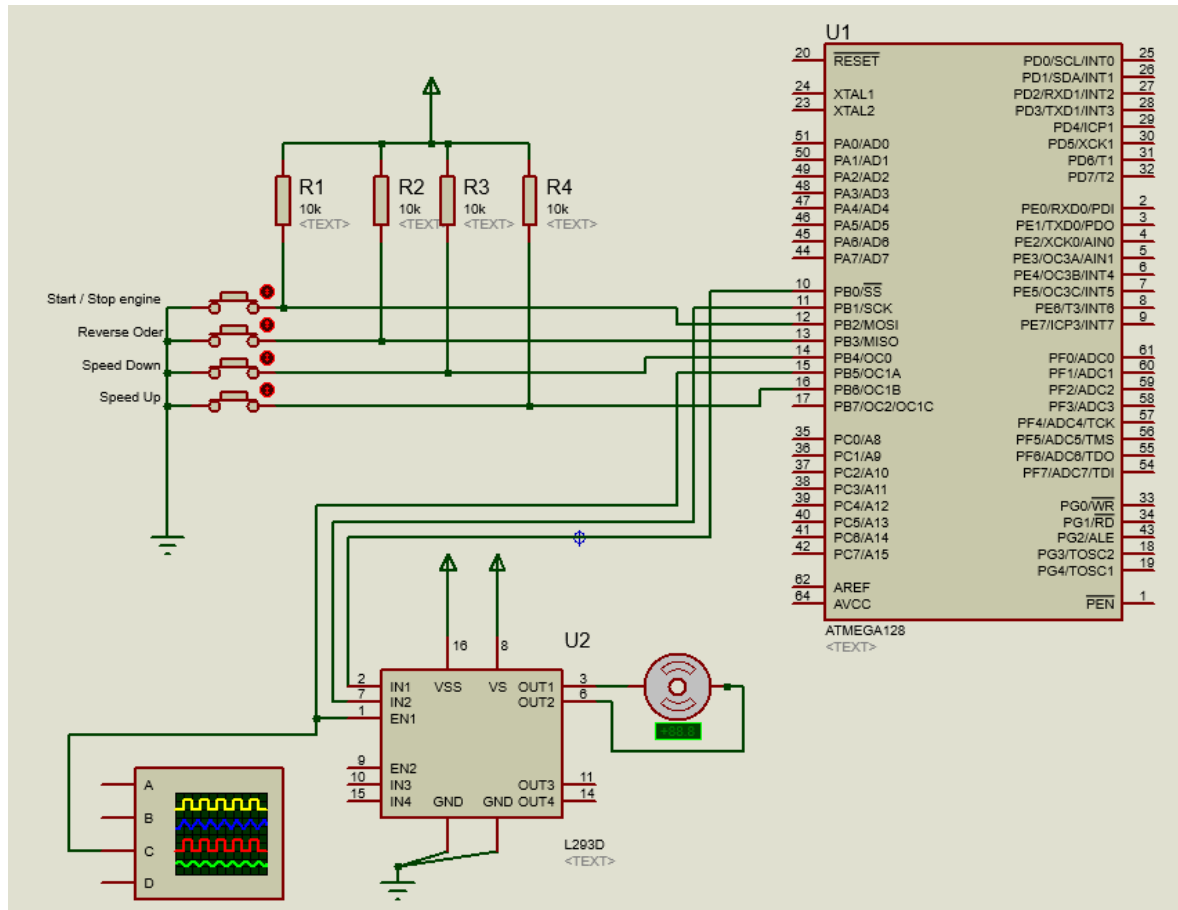 U1
20 RESET
24 XTAL1
23 XTAL2
51 PA0/AD0
50 PA1/AD1
49 PA2/AD2
48 PA3/AD3
47 PA4/AD4
46 PA5/AD5
45 PA6/AD6
44 PA7/AD7
10 PB0/SS
11 PB1/SCK
12 PB2/MOSI
13 PB3/MISO
14 PB4/OC0
15 PB5/OC1A
16 PB6/OC1B
17 PB7/OC2/OC1C
35 PC0/A8
36 PC1/A9
37 PC2/A10
38 PC3/A11
39 PC4/A12
40 PC5/A13
41 PC6/A14
42 PC7/A15
62 AREF
64 AVCC
PD0/SCL/INT0 25
PD1/SDA/INT1 26
PD2/RXD1/INT2 27
PD3/TXD1/INT3 28
PD4/ICP1 29
PD5/XCK1 30
PD6/T1 31
PD7/T2 32
PE0/RXD0/PDI 2
PE1/TXD0/PDO 3
PE2/XCK0/AIN0 4
PE3/OC3A/AIN1 5
PE4/OC3B/INT4 6
PE5/OC3C/INT5 7
PE6/T3/INT6 8
PE7/ICP3/INT7 9
PF0/ADC0 61
PF1/ADC1 60
PF2/ADC2 59
PF3/ADC3 58
PF4/ADC4/TCK 57
PF5/ADC5/TMS 56
PF6/ADC6/TDO 55
PF7/ADC7/TDI 54
PG0/WR 33
PG1/RD 34
PG2/ALE 43
PG3/TOSC2 18
PG4/TOSC1 19
PEN 1
ATMEGA128
<TEXT>
R1
10k
<TEXT>
R2
10k
<TEXT>
R3
10k
<TEXT>
R4
10k
<TEXT>
Start / Stop engine
Reverse Oder
Speed Down
Speed Up
U2
16 VSS
8 VS
2 IN1
7 IN2
1 EN1
9 EN2
10 IN3
15 IN4
OUT1 3
OUT2 6
OUT3 11
OUT4 14
GND GND
L293D
<TEXT>
+88.8
A
B
C
D